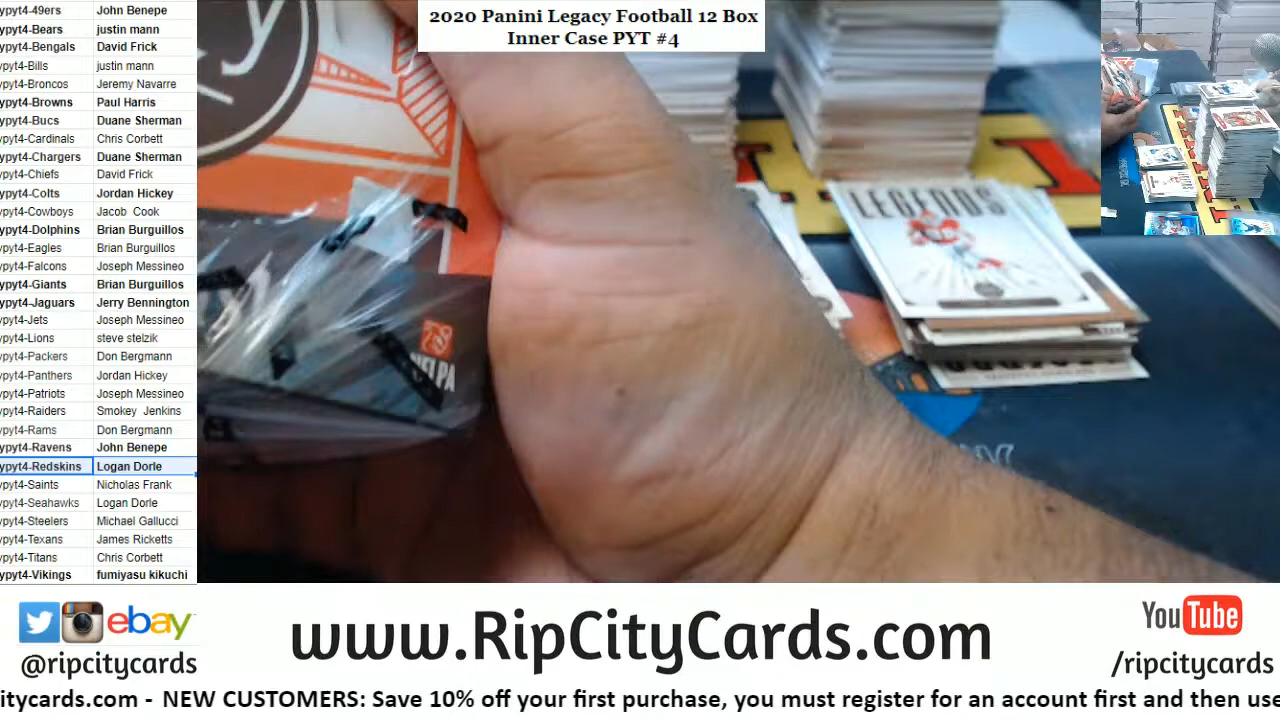 2020 Panini Legacy Football 12 Box
Inner Case PYT #4
ypyt4-49ers John Benepe
ypyt4-Bears justin mann
ypyt4-Bengals David Frick
ypyt4-Bills justin mann
ypyt4-Broncos Jeremy Navarre
ypyt4-Browns Paul Harris
ypyt4-Bucs Duane Sherman
ypyt4-Cardinals Chris Corbett
ypyt4-Chargers Duane Sherman
ypyt4-Chiefs David Frick
ypyt4-Colts Jordan Hickey
ypyt4-Cowboys Jacob Cook
ypyt4-Dolphins Brian Burguillos
ypyt4-Eagles Brian Burguillos
ypyt4-Falcons Joseph Messineo
ypyt4-Giants Brian Burguillos
ypyt4-Jaguars Jerry Bennington
ypyt4-Jets Joseph Messineo
ypyt4-Lions steve stelzik
ypyt4-Packers Don Bergmann
ypyt4-Panthers Jordan Hickey
ypyt4-Patriots Joseph Messineo
ypyt4-Raiders Smokey Jenkins
ypyt4-Rams Don Bergmann
ypyt4-Ravens John Benepe
ypyt4-Redskins Logan Dorle
ypyt4-Saints Nicholas Frank
ypyt4-Seahawks Logan Dorle
ypyt4-Steelers Michael Gallucci
ypyt4-Texans James Ricketts
ypyt4-Titans Chris Corbett
ypyt4-Vikings fumiyasu kikuchi
LEGENDS
NFLPA
ebay
@ripcitycards
www.RipCityCards.com
YouTube
/ripcitycards
citycards.com - NEW CUSTOMERS: Save 10% off your first purchase, you must register for an account first and then use